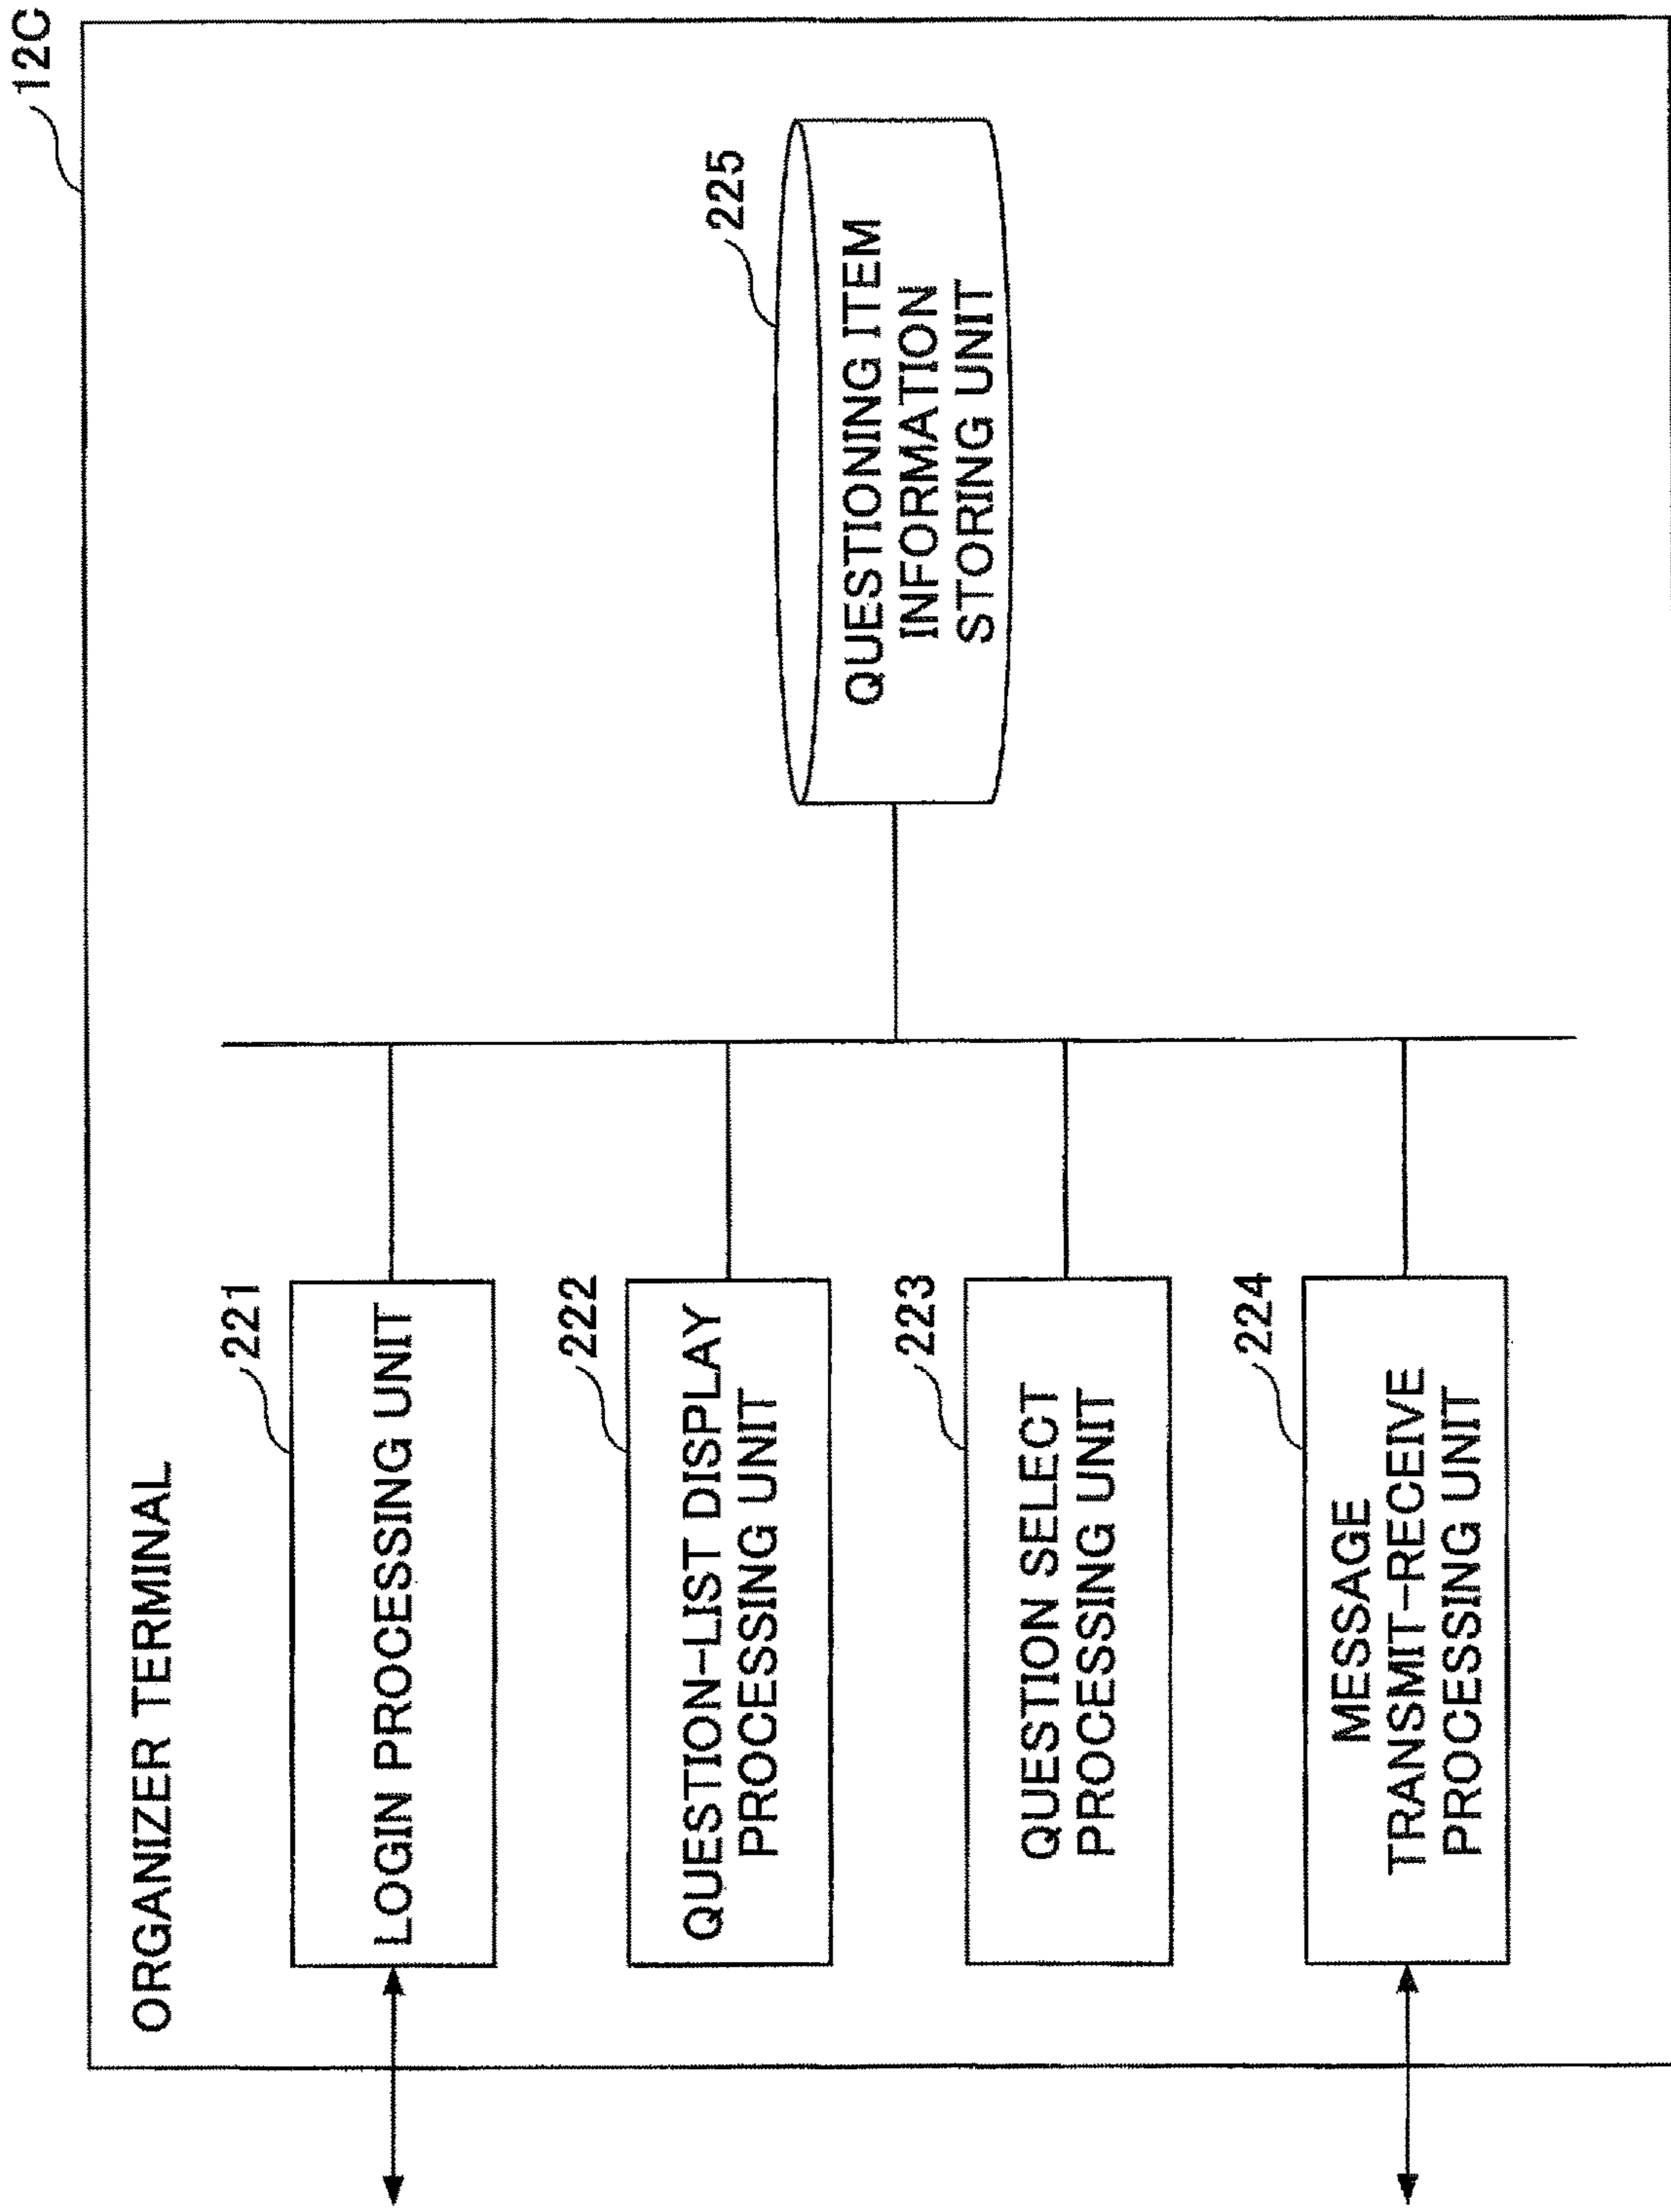 12C
ORGANIZER TERMINAL
221
LOGIN PROCESSING UNIT
222
QUESTION-LIST DISPLAY
PROCESSING UNIT
223
QUESTION SELECT
PROCESSING UNIT
224
MESSAGE
TRANSMIT-RECEIVE
PROCESSING UNIT
225
QUESTIONING ITEM
INFORMATION
STORING UNIT